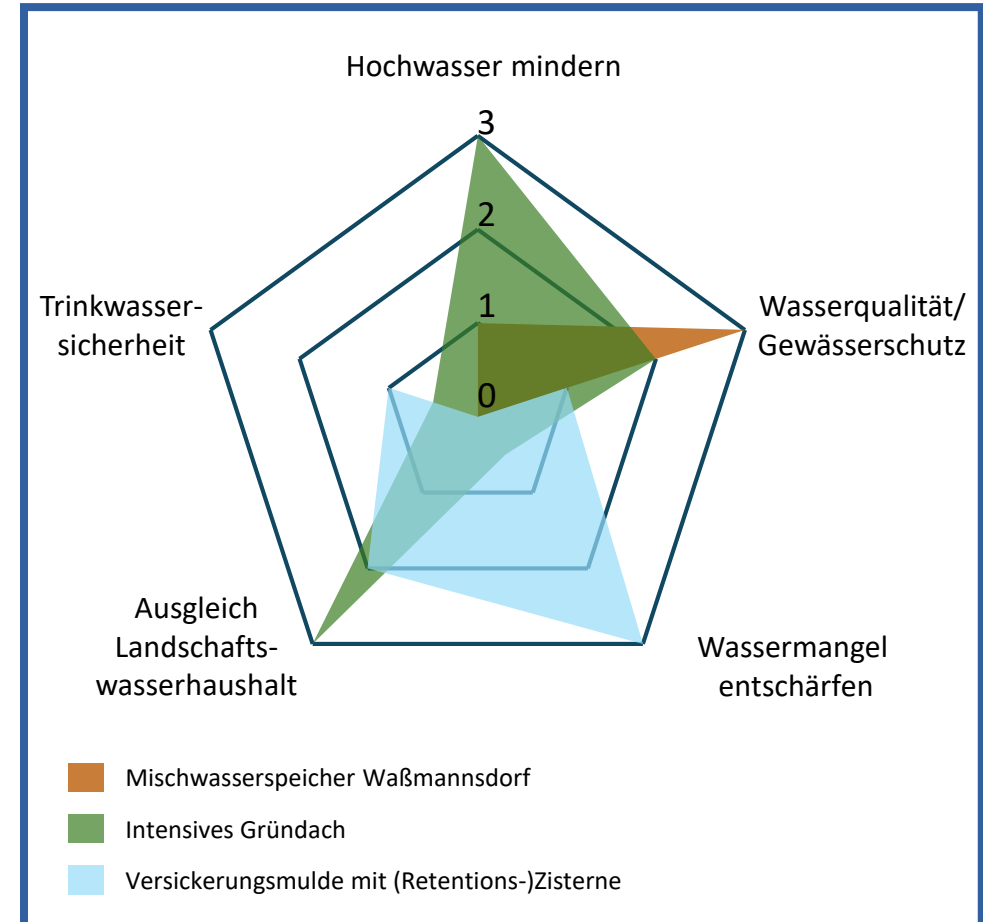 Hochwasser mindern
3
2
1
0
Trinkwasser-
sicherheit
Wasserqualität/
Gewässerschutz
Ausgleich
Landschafts-
wasserhaushalt
Wassermangel
entschärfen
Mischwasserspeicher Waßmannsdorf
Intensives Gründach
Versickerungsmulde mit (Retentions-)Zisterne